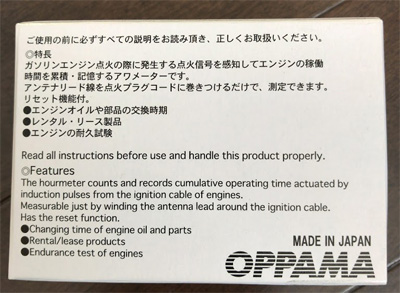 ご使用の前に必ずすべての説明をお読み頂き、正しくお取扱いください。
◎特長
ガソリンエンジン点火の際に発生する点火信号を感知してエンジンの稼働
時間を累積・記憶するアワメーターです。
アンテナリード線を点火プラグコードに巻きつけるだけで、測定できます。
リセット機能付。
●エンジンオイルや部品の交換時期
●レンタル・リース製品
●エンジンの耐久試験
Read all instructions before use and handle this product properly.
◎Features
The hourmeter counts and records cumulative operating time actuated by
induction pulses from the ignition cable of engines.
Measurable just by winding the antenna lead around the ignition cable.
Has the reset function.
●Changing time of engine oil and parts
●Rental/lease products
●Endurance test of engines
MADE IN JAPAN
OPPAMA